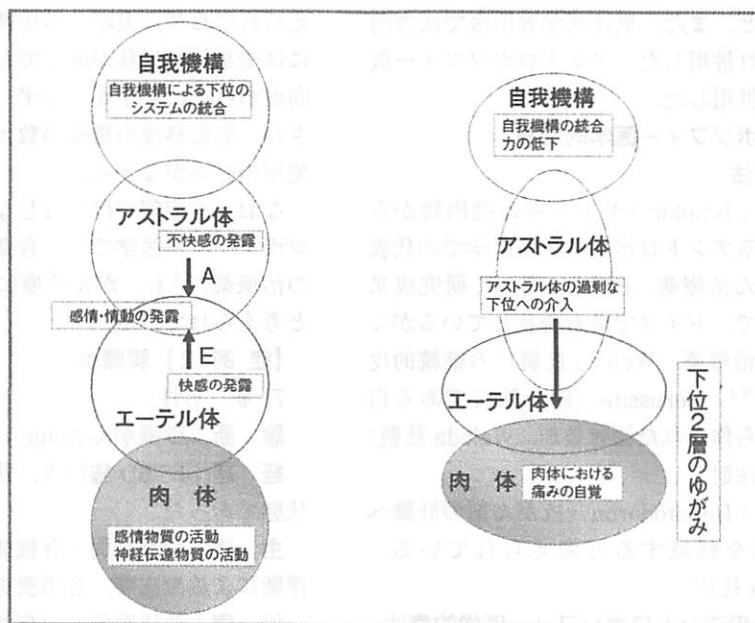 自我機構
自我機構による下位の
システムの統合
アストラル体
不快感の発露
A
感情・情動の発露
E
快感の発露
エーテル体
肉 体
感情物質の活動
神経伝達物質の活動
自我機構
自我機構の統合
力の低下
アストラル体
アストラル体の過剰な
下位への介入
エーテル体
肉 体
肉体における
痛みの自覚
下位2層のゆがみ